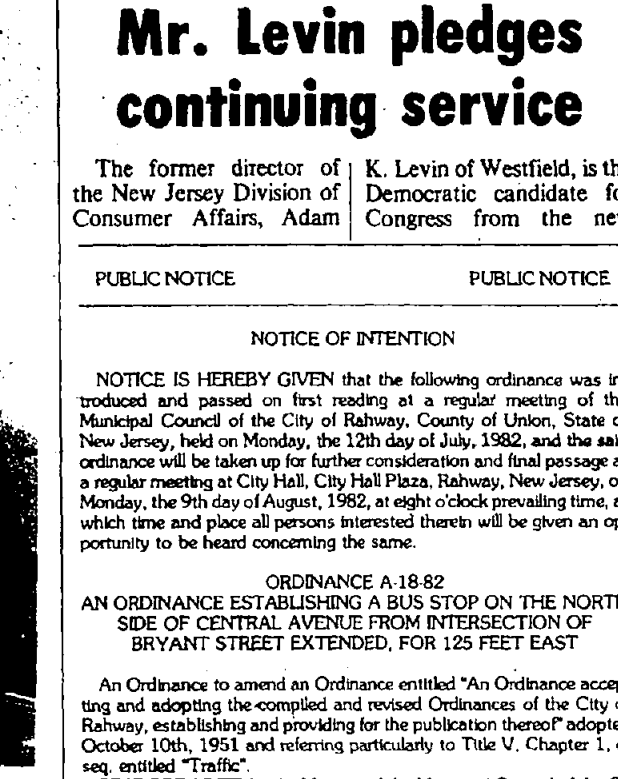 Mr. Levin pledges
continuing service
The former director of
the New Jersey Division of
Consumer Affairs, Adam
K. Levin of Westfield, is th
Democratic candidate fo
Congress from the ne
PUBLIC NOTICE PUBLIC NOTICE
NOTICE OF INTENTION
NOTICE IS HEREBY GIVEN that the following ordinance was in
troduced and passed on first reading at a regular meeting of th
Municipal Council of the City of Rahway, County of Union, State o
New Jersey, held on Monday, the 12th day of July, 1982, and the sai
ordinance will be taken up for further consideration and final passage a
a regular meeting at City Hall, City Hall Plaza, Rahway, New Jersey, o
Monday, the 9th day of August, 1982, at eight o'clock prevailing time, a
which time and place all persons interested therein will be given an op
portunity to be heard concerning the same.
ORDINANCE A-18-82
AN ORDINANCE ESTABLISHING A BUS STOP ON THE NORTH
SIDE OF CENTRAL AVENUE FROM INTERSECTION OF
BRYANT STREET EXTENDED, FOR 125 FEET EAST
An Ordinance to amend an Ordinance entitled "An Ordinance accep
ting and adopting the compiled and revised Ordinances of the City o
Rahway, establishing and providing for the publication thereof" adopte
October 10th, 1951 and referring particularly to Title V, Chapter 1, e
seq. entitled "Traffic".